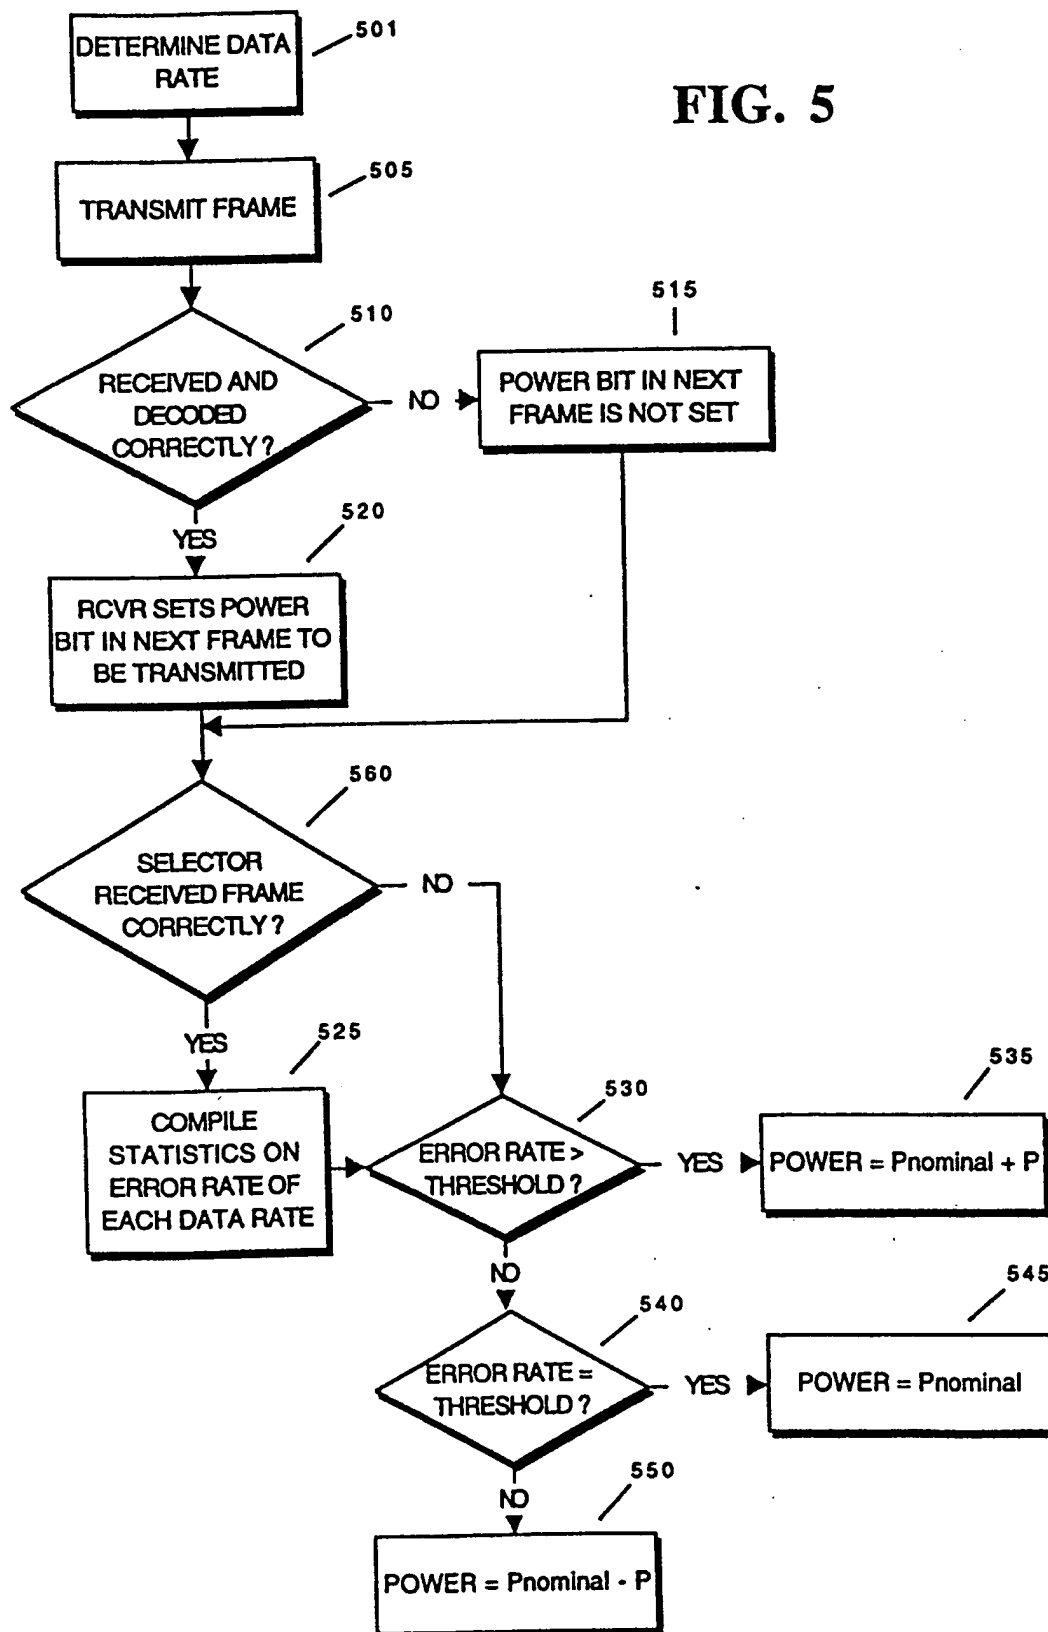 DETERMINE DATA
RATE
501
FIG. 5
TRANSMIT FRAME
505
510
RECEIVED AND
DECODED
CORRECTLY ?
NO
515
POWER BIT IN NEXT
FRAME IS NOT SET
YES
520
RCVR SETS POWER
BIT IN NEXT FRAME TO
BE TRANSMITTED
560
SELECTOR
RECEIVED FRAME
CORRECTLY ?
NO
YES
525
COMPILE
STATISTICS ON
ERROR RATE OF
EACH DATA RATE
530
ERROR RATE >
THRESHOLD ?
YES
535
POWER = Pnominal + P
NO
540
ERROR RATE =
THRESHOLD ?
YES
545
POWER = Pnominal
NO
550
POWER = Pnominal - P